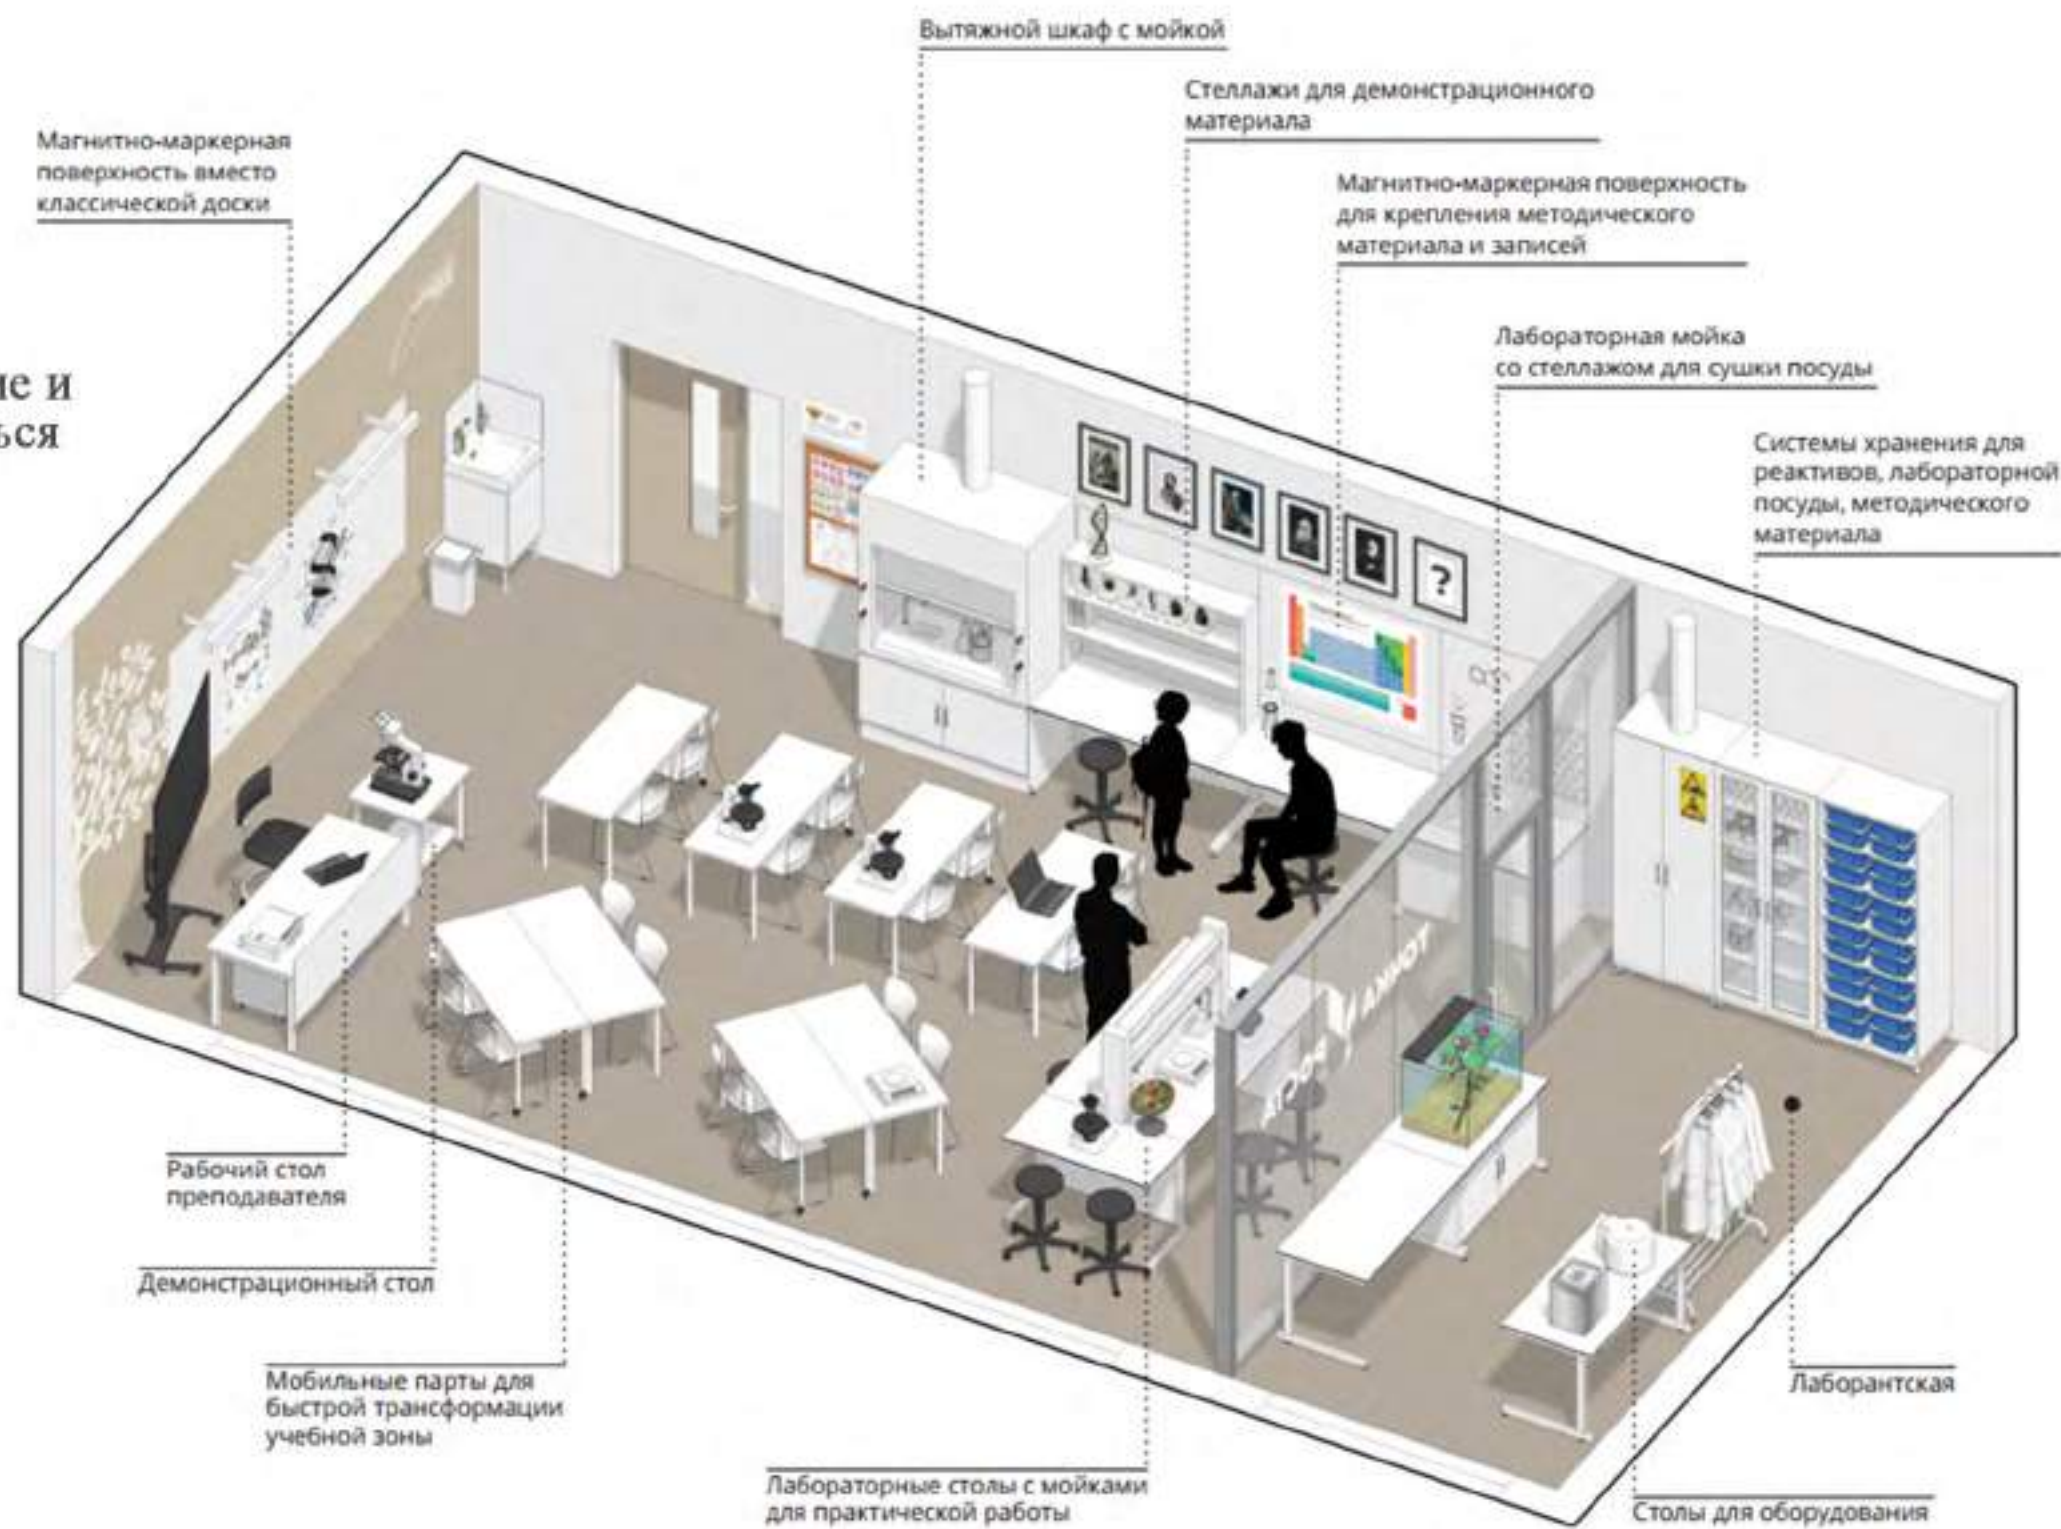 Вытяжной шкаф с мойкой
Стеллажи для демонстрационного
материала
Магнитно-маркерная
поверхность вместо
классической доски
Магнитно-маркерная поверхность
для крепления методического
материала и записей
Лабораторная мойка
со стеллажом для сушки посуды
ие и
ься
Системы хранения для
реактивов, лабораторной
посуды, методического
материала
?
Рабочий стол
преподавателя
Демонстрационный стол
Мобильные парты для
быстрой трансформации
учебной зоны
Лабораторные столы с мойками
для практической работы
Лаборантская
Столы для оборудования